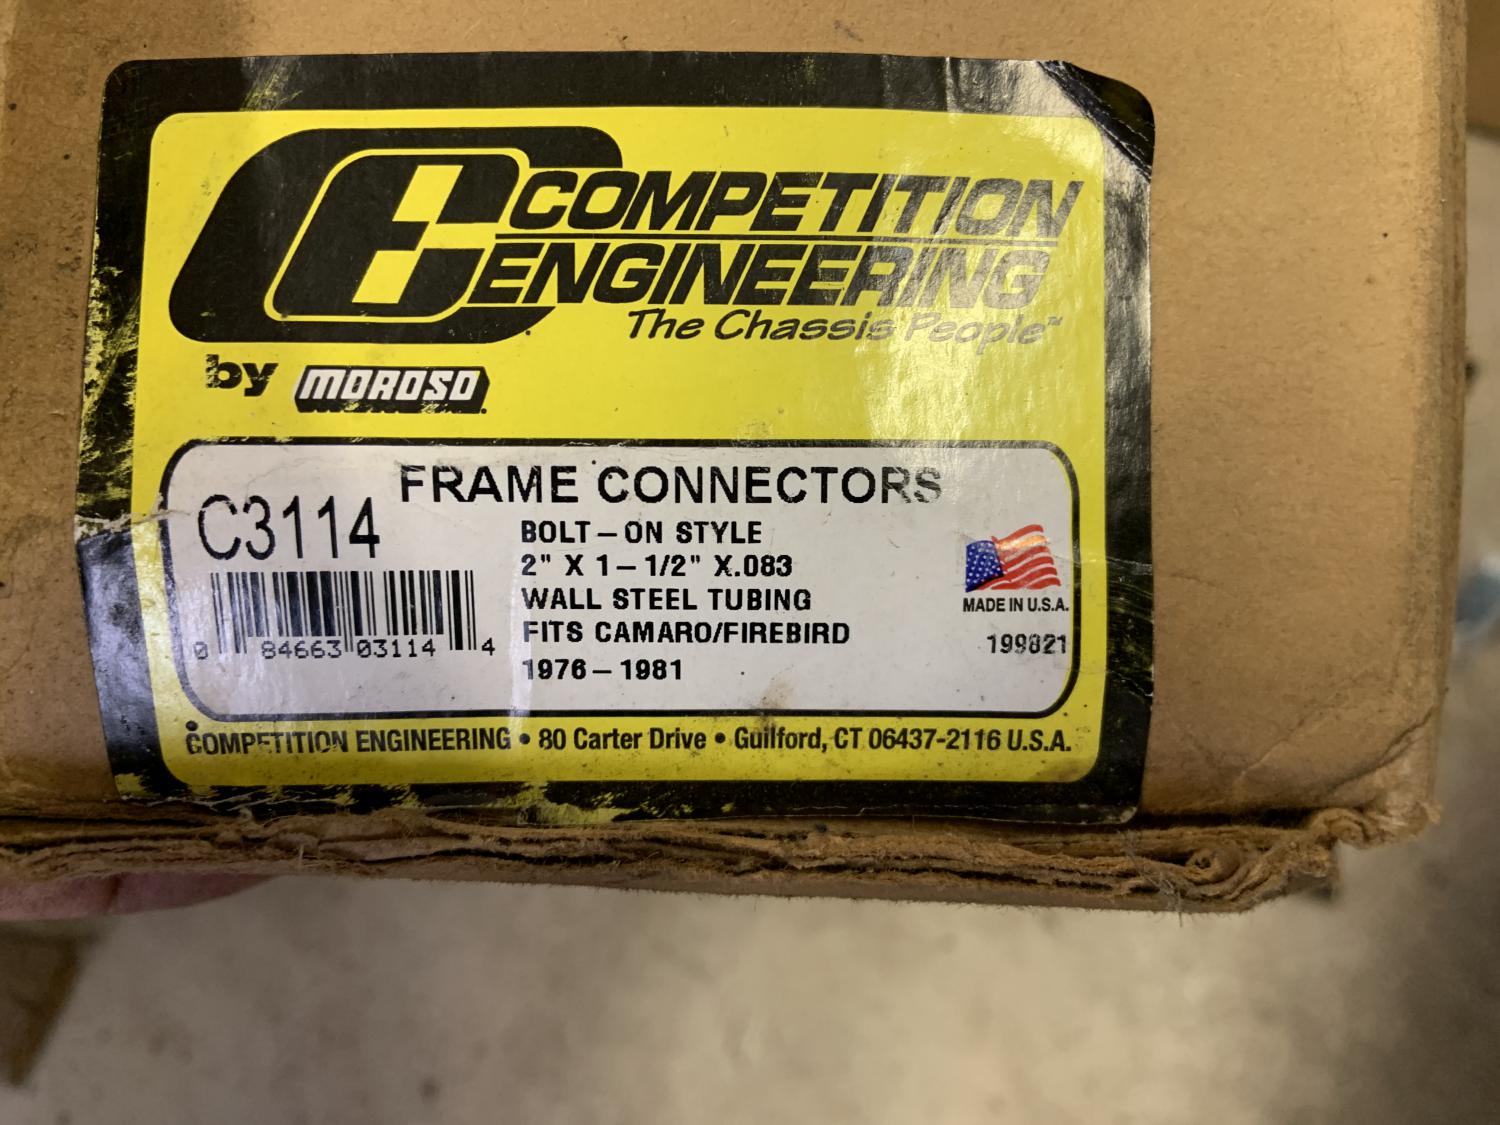 CE COMPETITION
ENGINEERING
The Chassis People™
by MOROSO
FRAME CONNECTORS
C3114
BOLT-ON STYLE
2" X 1-1/2" X.083
WALL STEEL TUBING
FITS CAMARO/FIREBIRD
1976-1981
0 84663 03114 4
MADE IN U.S.A.
199821
COMPETITION ENGINEERING • 80 Carter Drive • Guilford, CT 06437-2116 U.S.A.